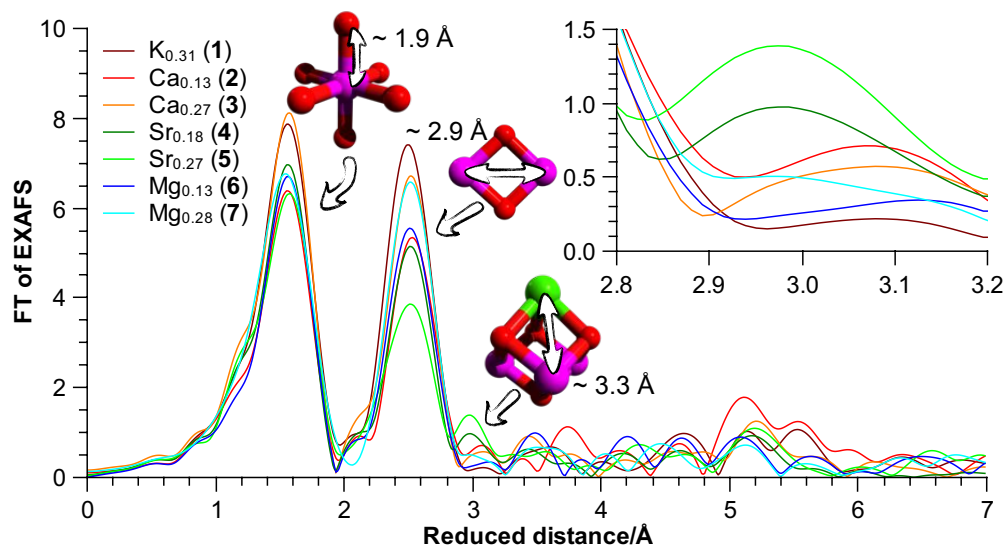 10
8
6
4
2
0
FT of EXAFS
K0.31 (1)
Ca0.13 (2)
Ca0.27 (3)
Sr0.18 (4)
Sr0.27 (5)
Mg0.13 (6)
Mg0.28 (7)
~ 1.9 Å
~ 2.9 Å
~ 3.3 Å
1.5
1.0
0.5
0.0
2.8 2.9 3.0 3.1 3.2
0 1 2 3 4 5 6 7
Reduced distance/Å